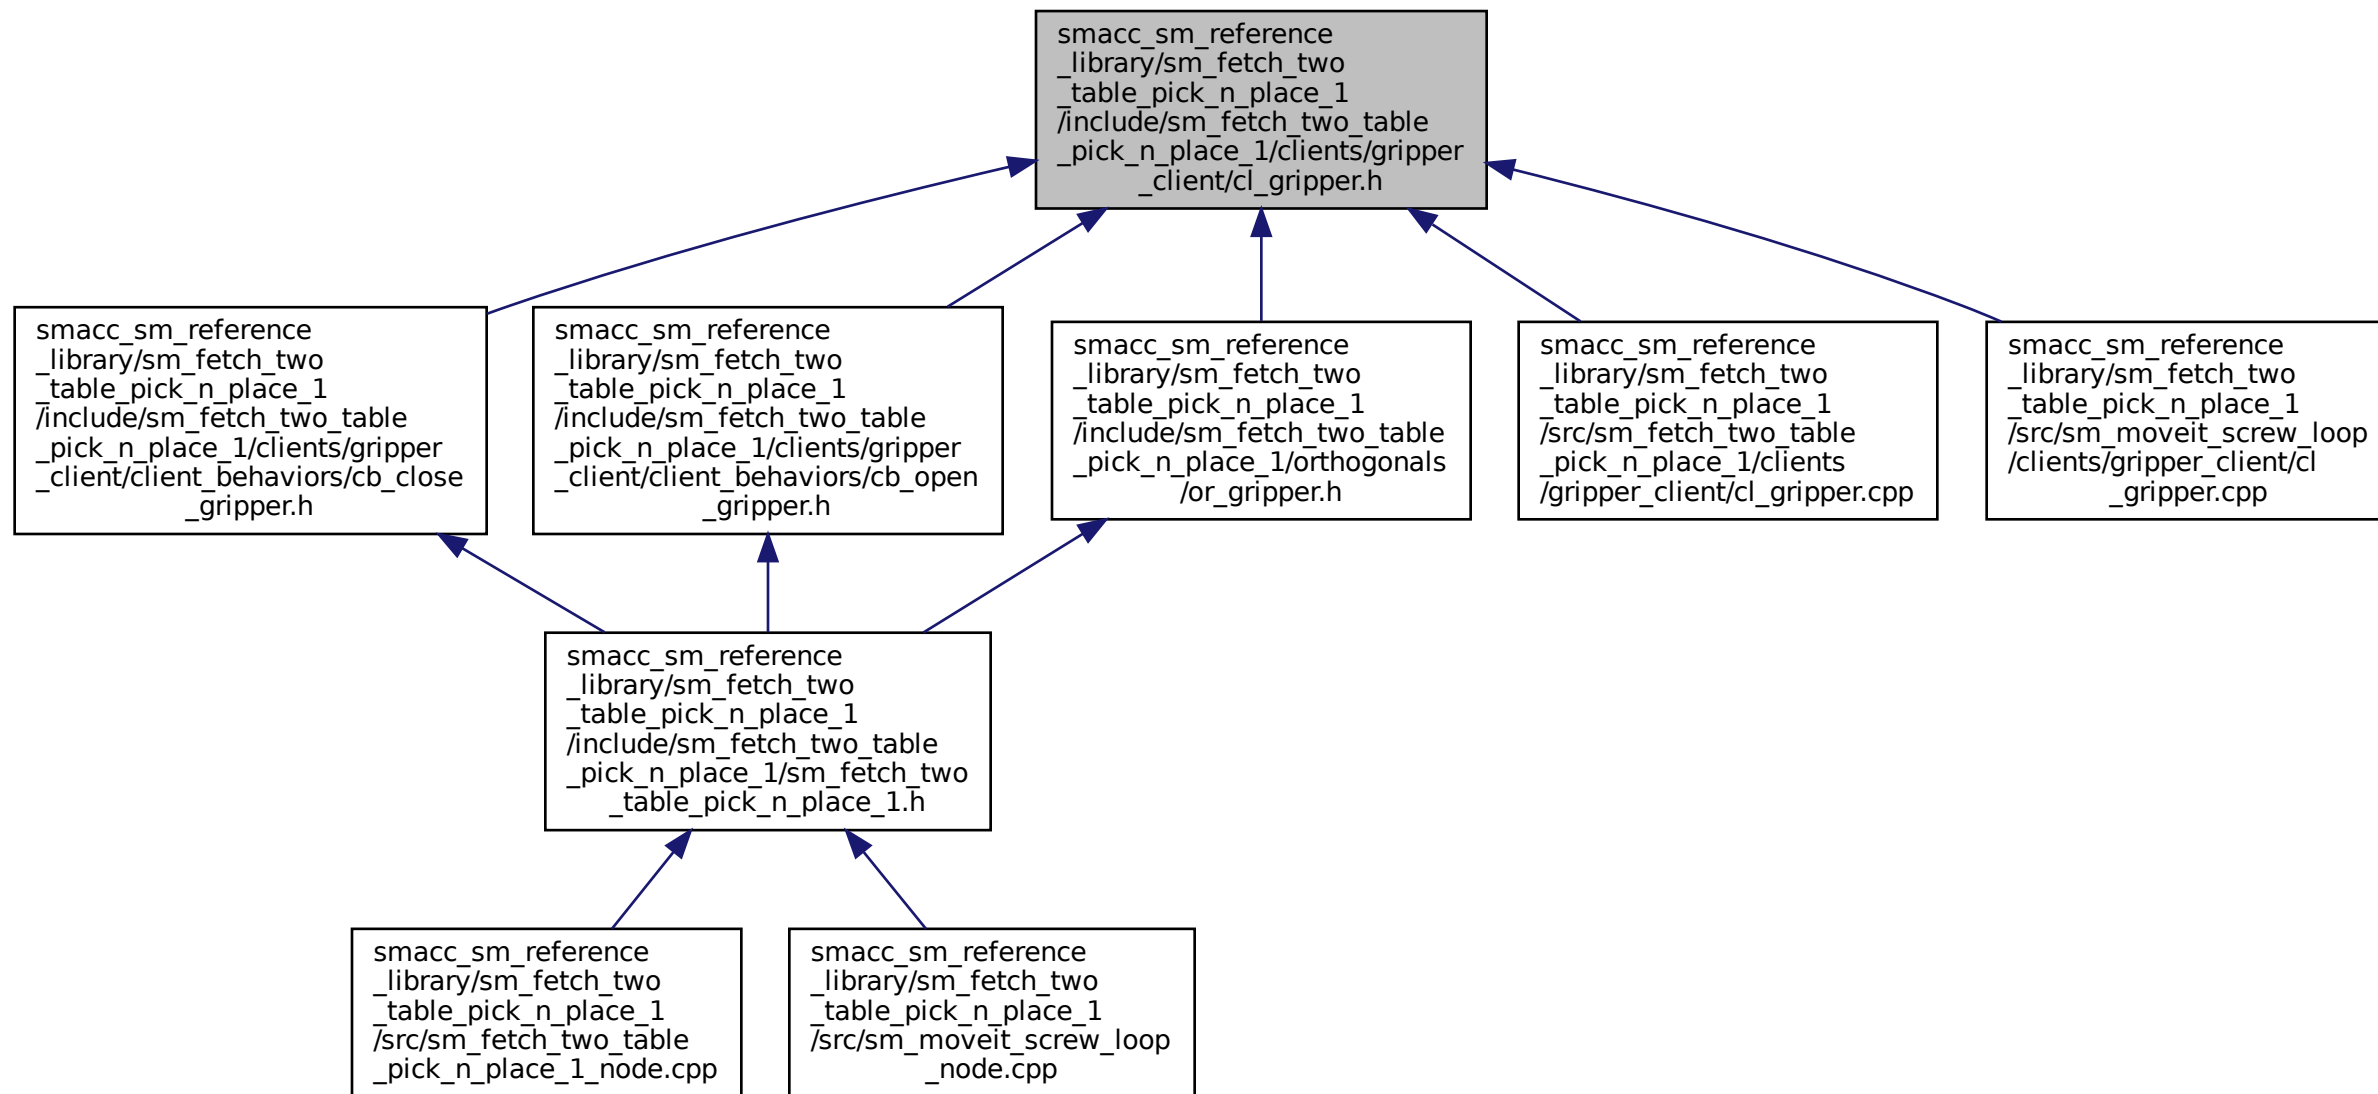 smacc_sm_reference
_library/sm_fetch_two
_table_pick_n_place_1
/include/sm_fetch_two_table
_pick_n_place_1/clients/gripper
_client/cl_gripper.h
smacc_sm_reference
_library/sm_fetch_two
_table_pick_n_place_1
/include/sm_fetch_two_table
_pick_n_place_1/clients/gripper
_client/client_behaviors/cb_close
_gripper.h
smacc_sm_reference
_library/sm_fetch_two
_table_pick_n_place_1
/include/sm_fetch_two_table
_pick_n_place_1/clients/gripper
_client/client_behaviors/cb_open
_gripper.h
smacc_sm_reference
_library/sm_fetch_two
_table_pick_n_place_1
/include/sm_fetch_two_table
_pick_n_place_1/orthogonals
/or_gripper.h
smacc_sm_reference
_library/sm_fetch_two
_table_pick_n_place_1
/src/sm_fetch_two_table
_pick_n_place_1/clients
/gripper_client/cl_gripper.cpp
smacc_sm_reference
_library/sm_fetch_two
_table_pick_n_place_1
/src/sm_moveit_screw_loop
/clients/gripper_client/cl
_gripper.cpp
smacc_sm_reference
_library/sm_fetch_two
_table_pick_n_place_1
/include/sm_fetch_two_table
_pick_n_place_1/sm_fetch_two
_table_pick_n_place_1.h
smacc_sm_reference
_library/sm_fetch_two
_table_pick_n_place_1
/src/sm_fetch_two_table
_pick_n_place_1_node.cpp
smacc_sm_reference
_library/sm_fetch_two
_table_pick_n_place_1
/src/sm_moveit_screw_loop
_node.cpp